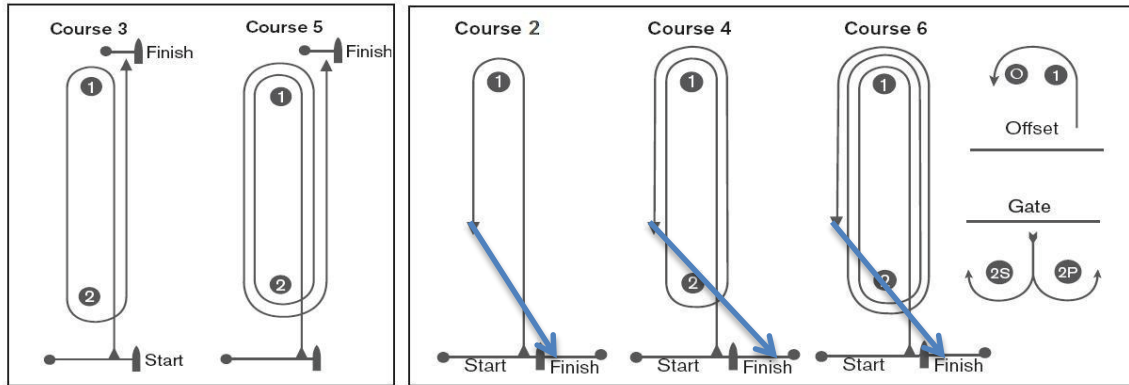 Course 3
Course 5
Finish
Finish
1
1
2
2
Start
Course 2
Course 4
Course 6
1
1
1
O
1
Offset
Gate
2
2
2S
2P
Start
Finish
Start
Finish
Start
Finish